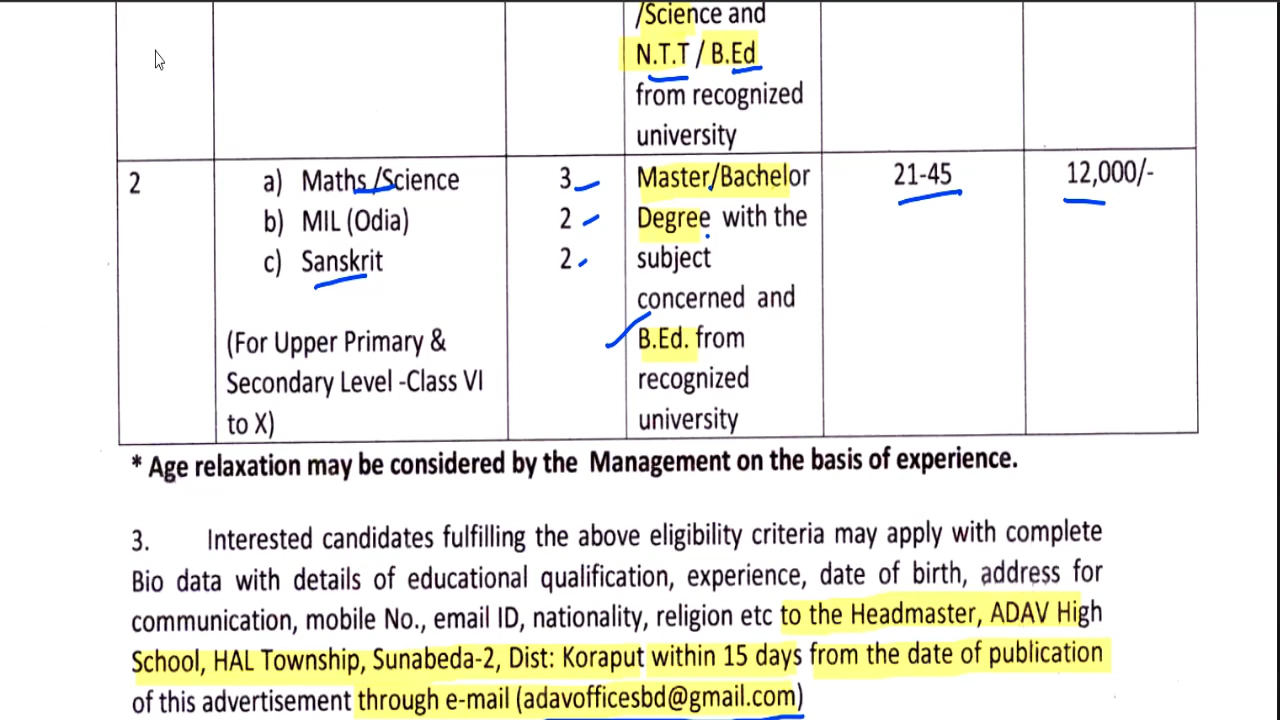 /Science and
N.T.T / B.Ed
from recognized
university
2
a) Maths /Science
b) MIL (Odia)
c) Sanskrit
(For Upper Primary &
Secondary Level -Class VI
to X)
3
2
2
Master/Bachelor
Degree with the
subject
concerned and
B.Ed. from
recognized
university
21-45
12,000/-
* Age relaxation may be considered by the Management on the basis of experience.
3. Interested candidates fulfilling the above eligibility criteria may apply with complete
Bio data with details of educational qualification, experience, date of birth, address for
communication, mobile No., email ID, nationality, religion etc to the Headmaster, ADAV High
School, HAL Township, Sunabeda-2, Dist: Koraput within 15 days from the date of publication
of this advertisement through e-mail (adavofficesbd@gmail.com)